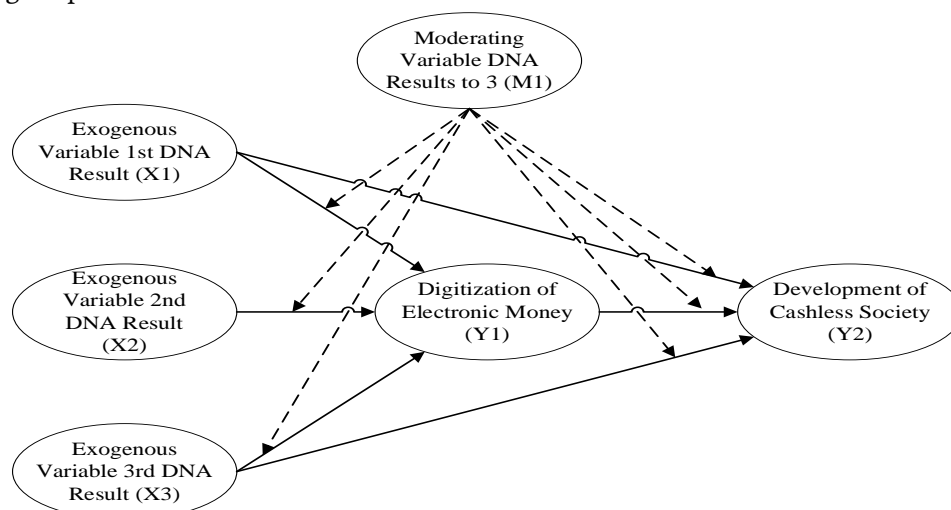 Moderating
Variable DNA
Results to 3 (M1)
Exogenous
Variable 1st DNA
Result (X1)
Exogenous
Variable 2nd
DNA Result
(X2)
Digitization of
Electronic Money
(Y1)
Development of
Cashless Society
(Y2)
Exogenous
Variable 3rd DNA
Result (X3)